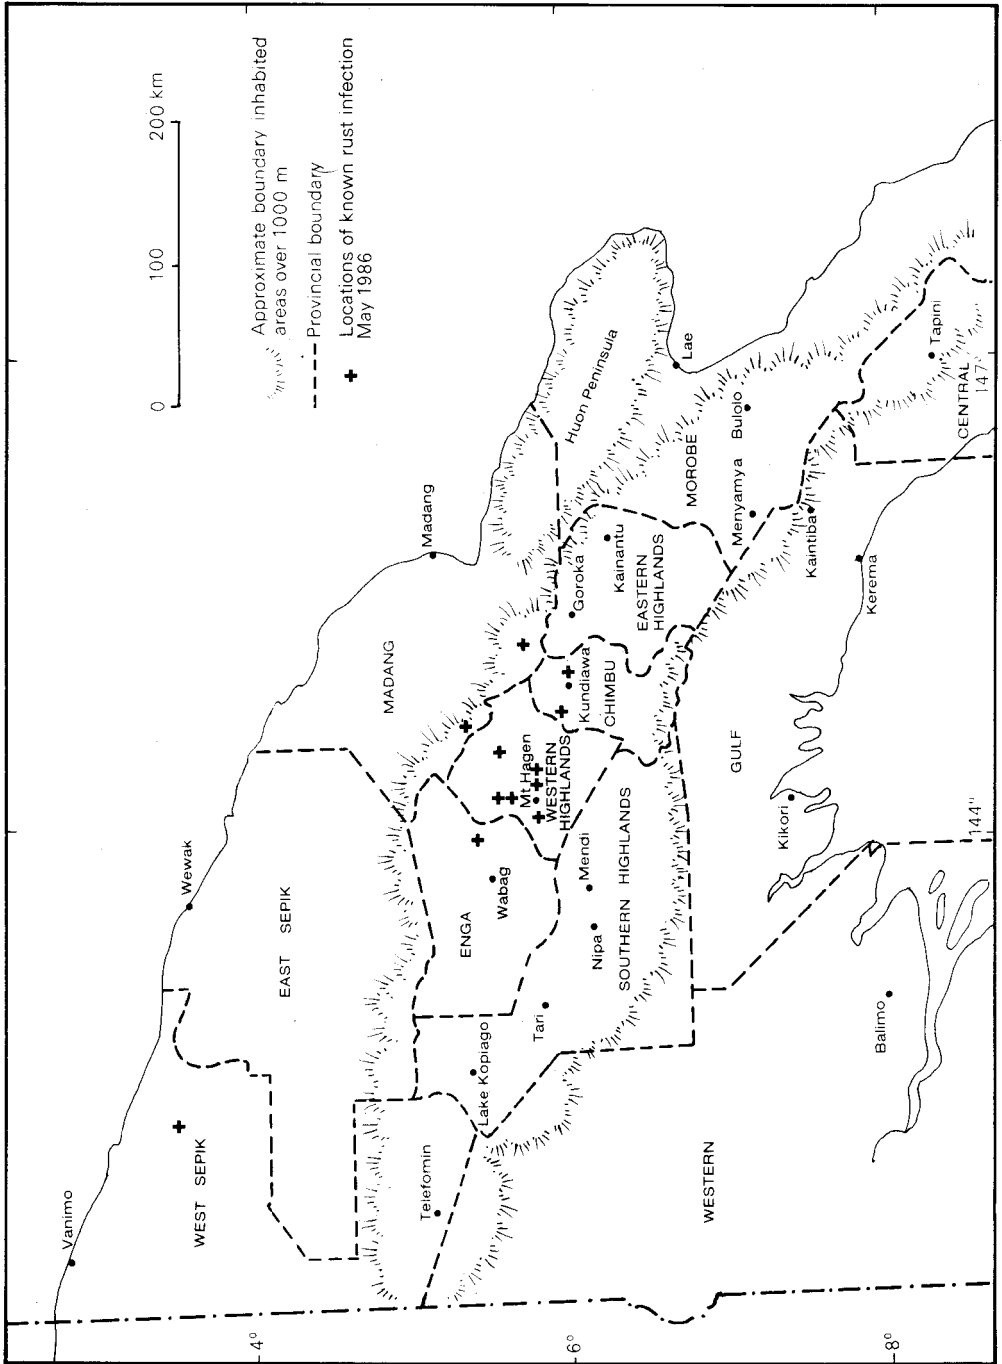 0 100 200 km
Approximate boundary inhabited
areas over 1000 m
Provincial boundary
Locations of known rust infection
May 1986
Vanimo
WEST SEPIK
Wewak
EAST SEPIK
MADANG
Madang
Telefomin
Lake Kopiago
ENGA
Wabag
Mt Hagen
WESTERN
HIGHLANDS
Tari
Nipa
Mendi
SOUTHERN HIGHLANDS
Kundiawa
CHIMBU
Goroka
Kainantu
EASTERN
HIGHLANDS
Huon Peninsula
Lae
MOROBE
Menyamya
Bulolo
Kaintiba
Kerema
GULF
Kikori
WESTERN
Balimo
Tapini
CENTRAL
4°
6°
8°
144°
147°